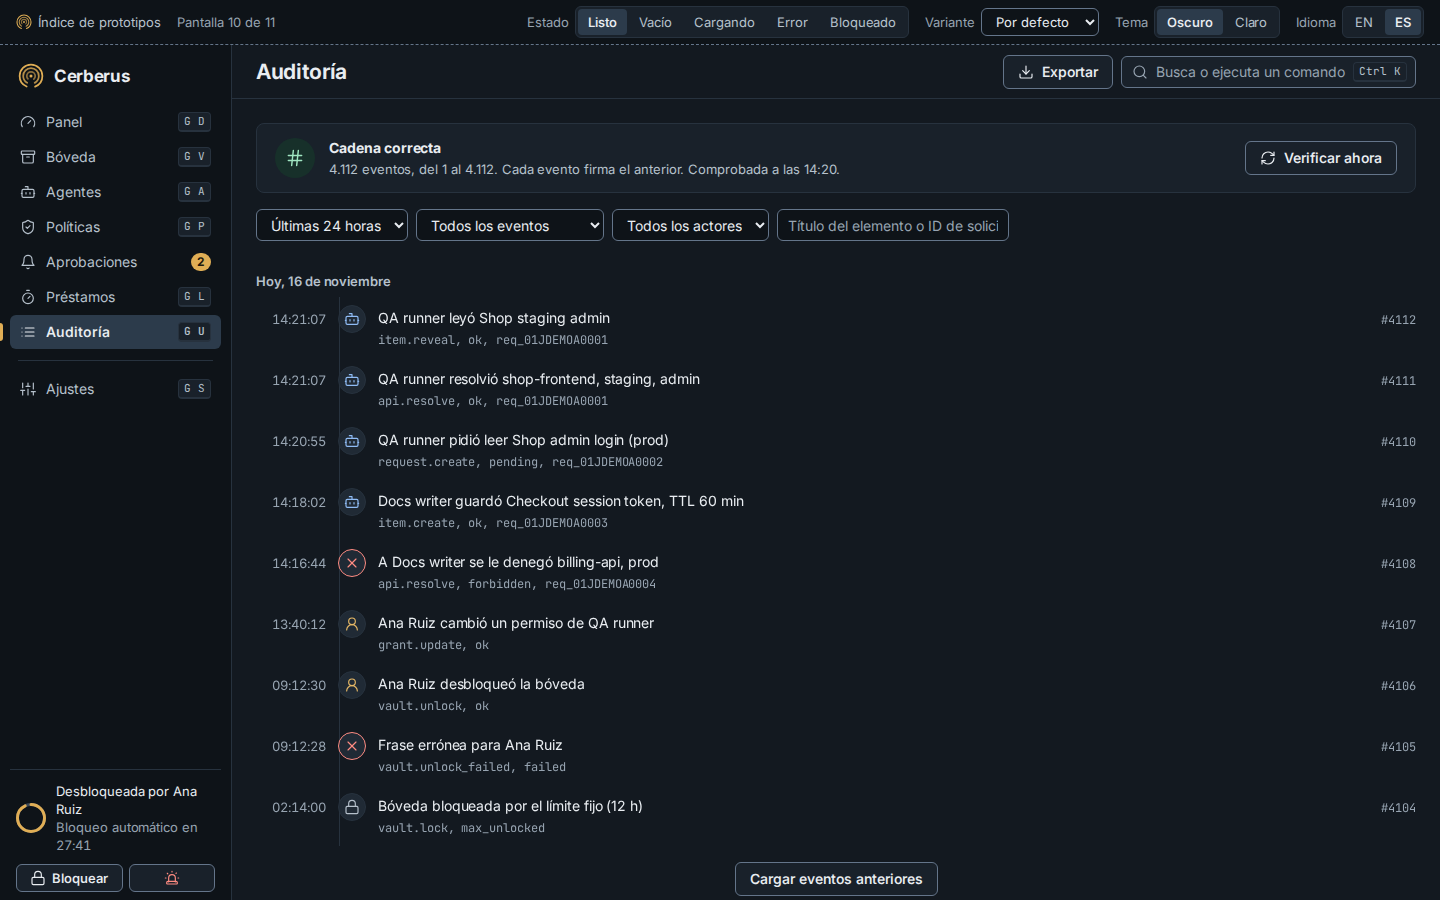 Índice de prototipos
Pantalla 10 de 11
Estado
Listo
Vacío
Cargando
Error
Bloqueado
Variante
Por defecto
Tema
Oscuro
Claro
Idioma
EN
ES
Cerberus
Panel
G D
Bóveda
G V
Agentes
G A
Políticas
G P
Aprobaciones
2
Préstamos
G L
Auditoría
G U
Ajustes
G S
Desbloqueada por Ana
Ruiz
Bloqueo automático en
27:41
Bloquear
Auditoría
Exportar
Busca o ejecuta un comando
Ctrl K
Cadena correcta
4.112 eventos, del 1 al 4.112. Cada evento firma el anterior. Comprobada a las 14:20.
Verificar ahora
Últimas 24 horas
Todos los eventos
Todos los actores
Título del elemento o ID de solici
Hoy, 16 de noviembre
14:21:07
QA runner leyó Shop staging admin
#4112
item.reveal, ok, req_01JDEMOA0001
14:21:07
QA runner resolvió shop-frontend, staging, admin
#4111
api.resolve, ok, req_01JDEMOA0001
14:20:55
QA runner pidió leer Shop admin login (prod)
#4110
request.create, pending, req_01JDEMOA0002
14:18:02
Docs writer guardó Checkout session token, TTL 60 min
#4109
item.create, ok, req_01JDEMOA0003
14:16:44
A Docs writer se le denegó billing-api, prod
#4108
api.resolve, forbidden, req_01JDEMOA0004
13:40:12
Ana Ruiz cambió un permiso de QA runner
#4107
grant.update, ok
09:12:30
Ana Ruiz desbloqueó la bóveda
#4106
vault.unlock, ok
09:12:28
Frase errónea para Ana Ruiz
#4105
vault.unlock_failed, failed
02:14:00
Bóveda bloqueada por el límite fijo (12 h)
#4104
vault.lock, max_unlocked
Cargar eventos anteriores